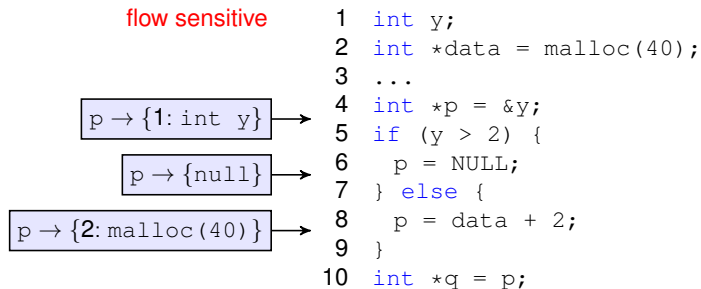 flow sensitive
1 int y;
2 int *data = malloc(40);
3 ...
p → {1: int y}
4 int *p = &y;
5 if (y > 2) {
p → {null}
6 p = NULL;
7 } else {
p → {2: malloc(40)}
8 p = data + 2;
9 }
10 int *q = p;